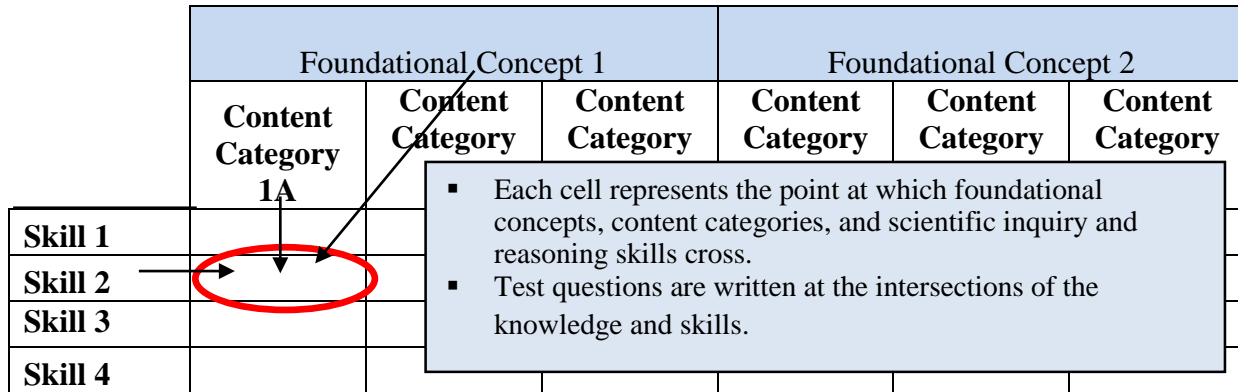 Foundational Concept 1 Foundational Concept 2
Content Category 1A Content Category Content Category Content Category Content Category Content Category
▪ Each cell represents the point at which foundational
concepts, content categories, and scientific inquiry and
reasoning skills cross.
▪ Test questions are written at the intersections of the
knowledge and skills.
Skill 1
Skill 2
Skill 3
Skill 4